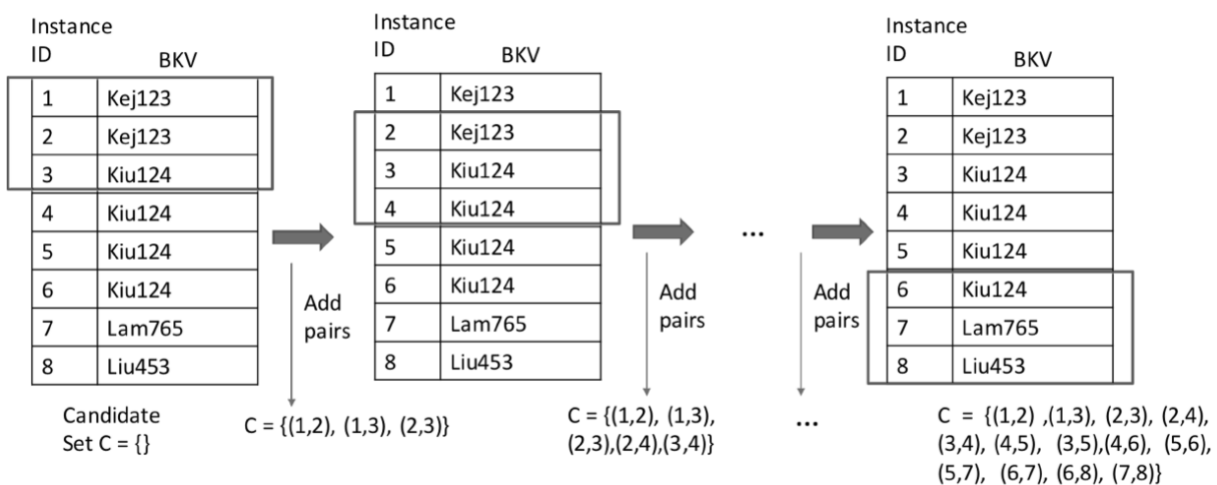 Instance
ID BKV
1 Kej123
2 Kej123
3 Kiu124
4 Kiu124
5 Kiu124
6 Kiu124
7 Lam765
8 Liu453
Candidate
Set C = {}
Add
pairs
C = {(1,2), (1,3), (2,3)}
Instance
ID BKV
1 Kej123
2 Kej123
3 Kiu124
4 Kiu124
5 Kiu124
6 Kiu124
7 Lam765
8 Liu453
Add
pairs
C = {(1,2), (1,3),
(2,3),(2,4),(3,4)}
...
Add
pairs
...
Instance
ID BKV
1 Kej123
2 Kej123
3 Kiu124
4 Kiu124
5 Kiu124
6 Kiu124
7 Lam765
8 Liu453
C = {(1,2) ,(1,3), (2,3), (2,4),
(3,4), (4,5), (3,5),(4,6), (5,6),
(5,7), (6,7), (6,8), (7,8)}